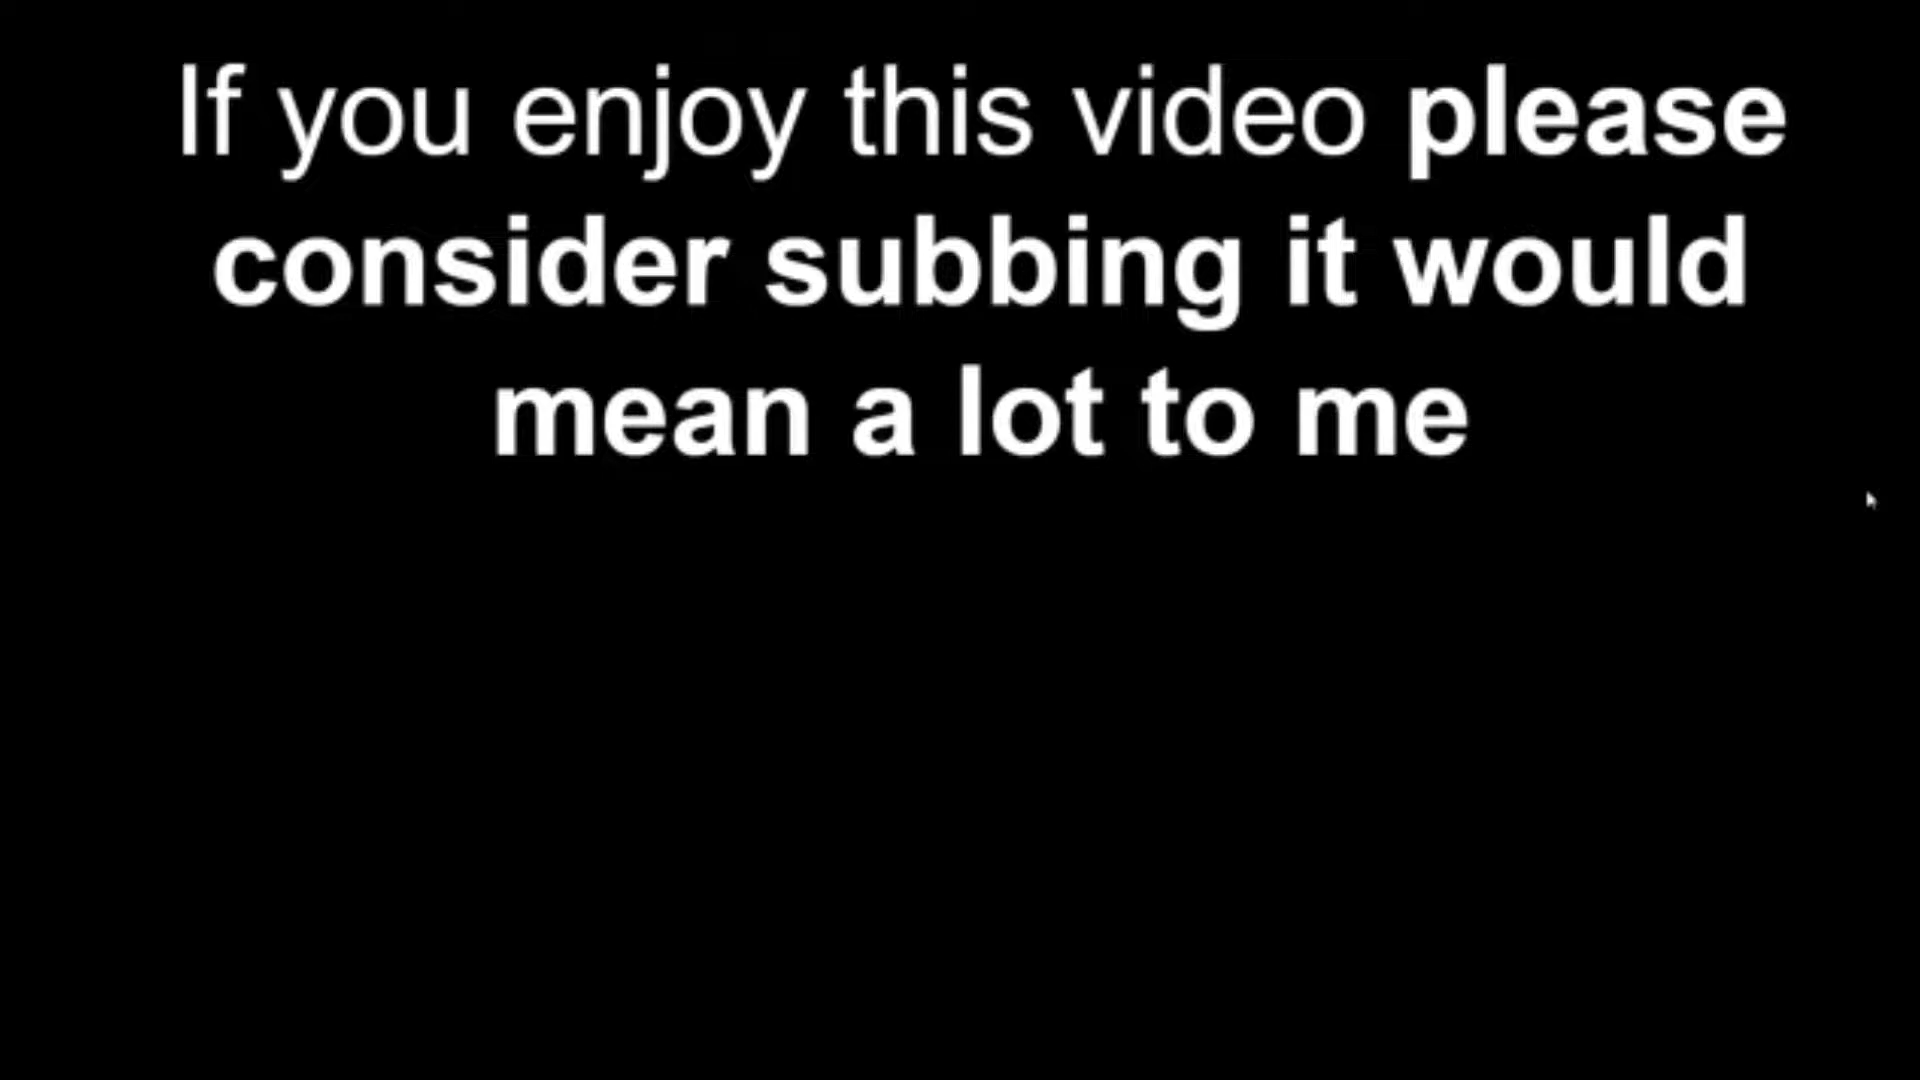 If you enjoy this video please
consider subbing it would
mean a lot to me